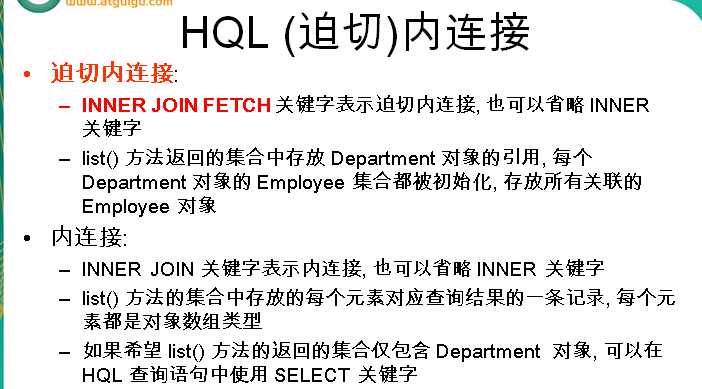 www.atguigu.com
HQL (迫切)内连接
• 迫切内连接:
– INNER JOIN FETCH 关键字表示迫切内连接, 也可以省略 INNER
关键字
– list() 方法返回的集合中存放 Department 对象的引用, 每个
Department 对象的 Employee 集合都被初始化, 存放所有关联的
Employee 对象
• 内连接:
– INNER JOIN 关键字表示内连接, 也可以省略 INNER 关键字
– list() 方法的集合中存放的每个元素对应查询结果的一条记录, 每个元
素都是对象数组类型
– 如果希望 list() 方法的返回的集合仅包含 Department 对象, 可以在
HQL 查询语句中使用 SELECT 关键字